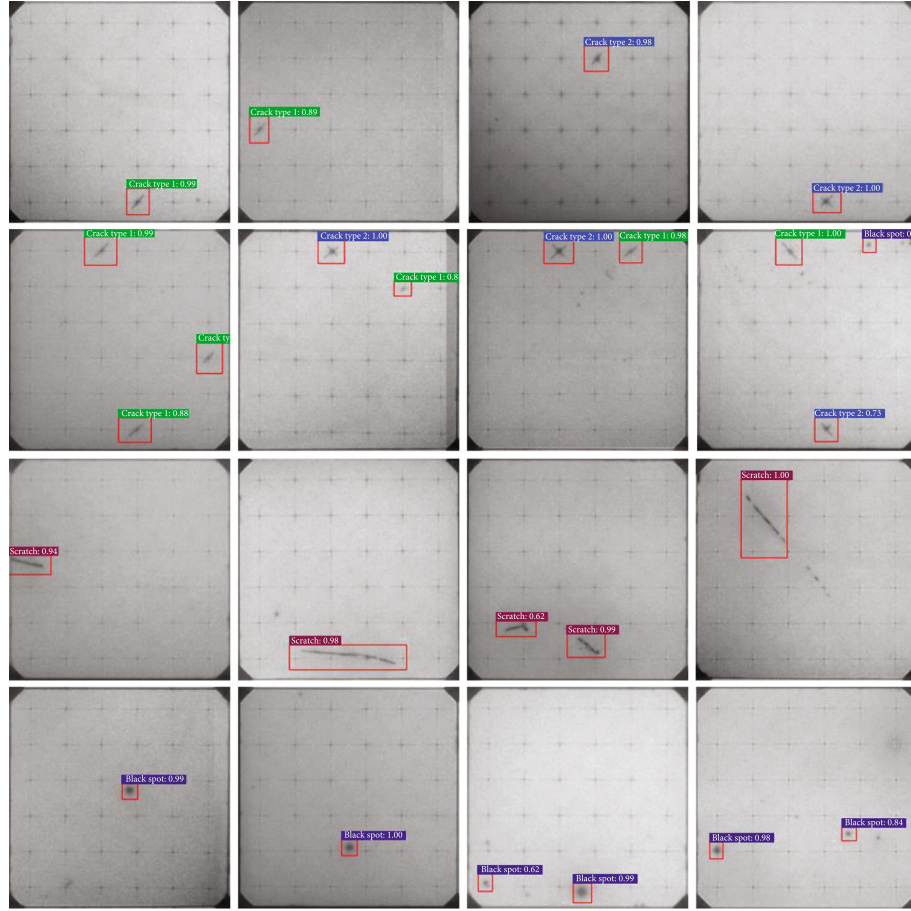 Crack type 1: 0.99
Crack type 1: 0.89
Crack type 2: 0.98
Crack type 2: 1.00
Crack type 1: 0.99
Crack ty
Crack type 1: 0.88
Crack type 2: 1.00
Crack type 1: 0.8
Crack type 2: 1.00
Crack type 1: 0.98
Crack type 1: 1.00
Black spot: 0
Crack type 2: 0.73
Scratch: 0.94
Scratch: 0.98
Scratch: 0.62
Scratch: 0.99
Scratch: 1.00
Black spot: 0.99
Black spot: 1.00
Black spot: 0.62
Black spot: 0.99
Black spot: 0.98
Black spot: 0.84